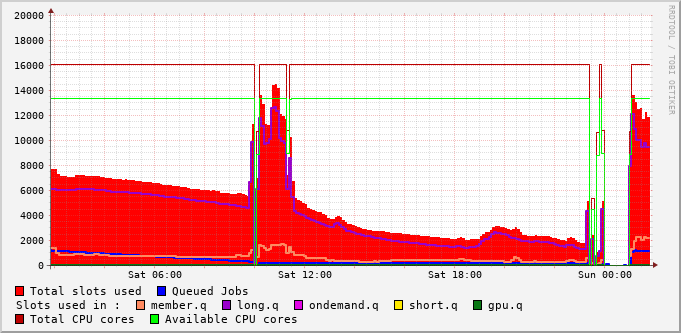 RRDTOOL / TOBI OETIKER
20000
18000
16000
14000
12000
10000
8000
6000
4000
2000
0
Sat 06:00 Sat 12:00 Sat 18:00 Sun 00:00
Total slots used Queued Jobs
Slots used in : member.q long.q ondemand.q short.q gpu.q
Total CPU cores Available CPU cores